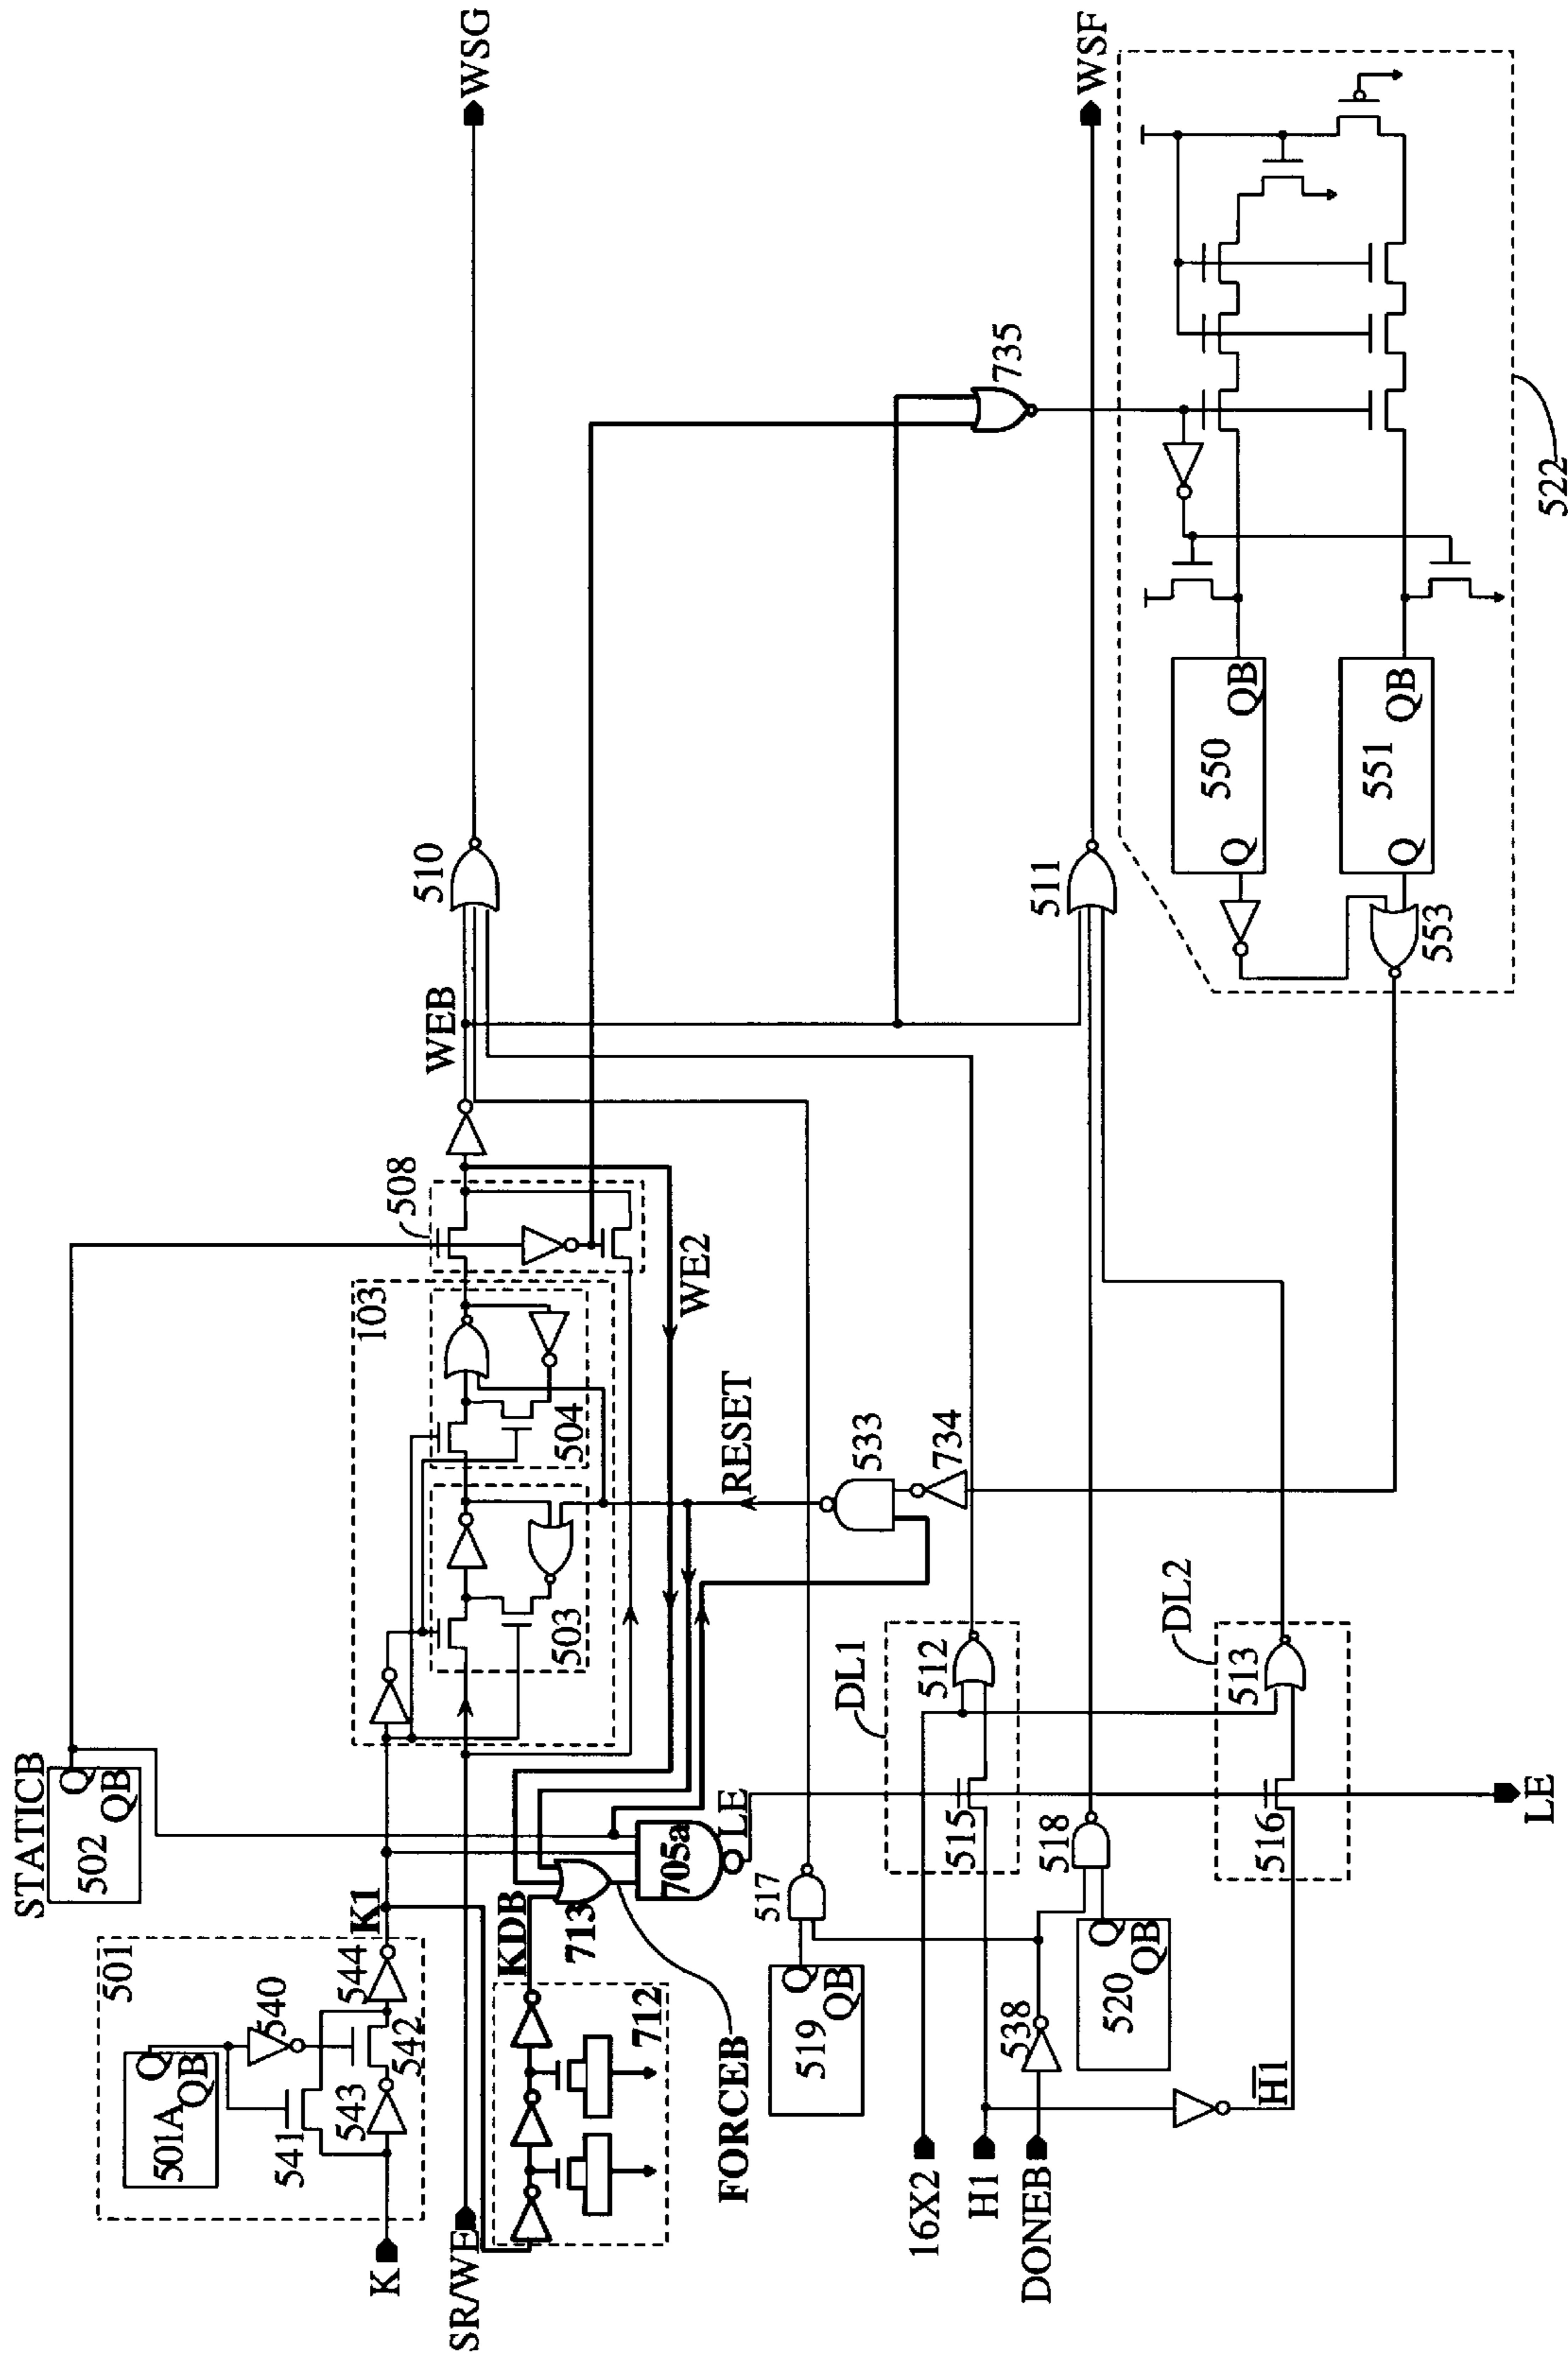 STATICB
502
Q
QB
501
501A
Q
QB
540
541
542
543
544
K
K1
SR/WE
KDB
712
713
FORCEB
705a
LE
103
503
504
508
WE2
RESET
WEB
510
WSG
533
734
735
517
519
Q
QB
DL1
512
515
518
520
Q
QB
538
16X2
H1
DONEB
H1
DL2
513
516
LE
511
WSF
550
Q
QB
551
Q
QB
553
522